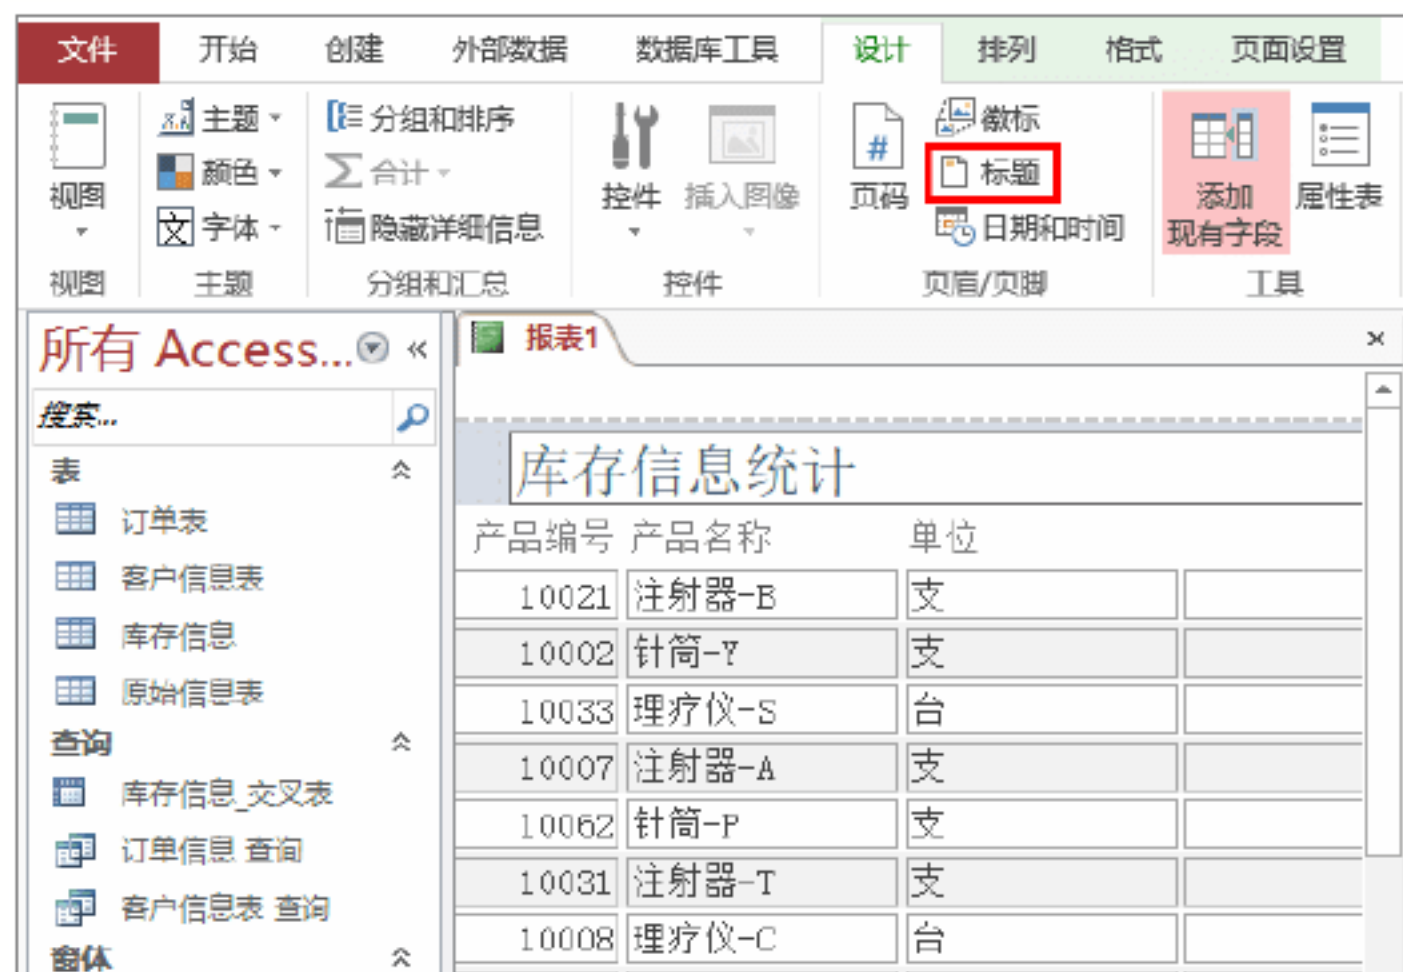 文件 开始 创建 外部数据 数据库工具 设计 排列 格式 页面设置
主题 分组和排序 徽标
颜色 合计 标题
视图 控件 插入图像 页码 添加 属性表
字体 隐藏详细信息 日期和时间 现有字段
视图 主题 分组和汇总 控件 页眉/页脚 工具
所有 Access...
报表1
搜索...
表
订单表
客户信息表
库存信息
原始信息表
查询
库存信息_交叉表
订单信息 查询
客户信息表 查询
窗体
库存信息统计
产品编号 产品名称 单位
10021 注射器-B 支
10002 针筒-Y 支
10033 理疗仪-S 台
10007 注射器-A 支
10062 针筒-P 支
10031 注射器-T 支
10008 理疗仪-C 台